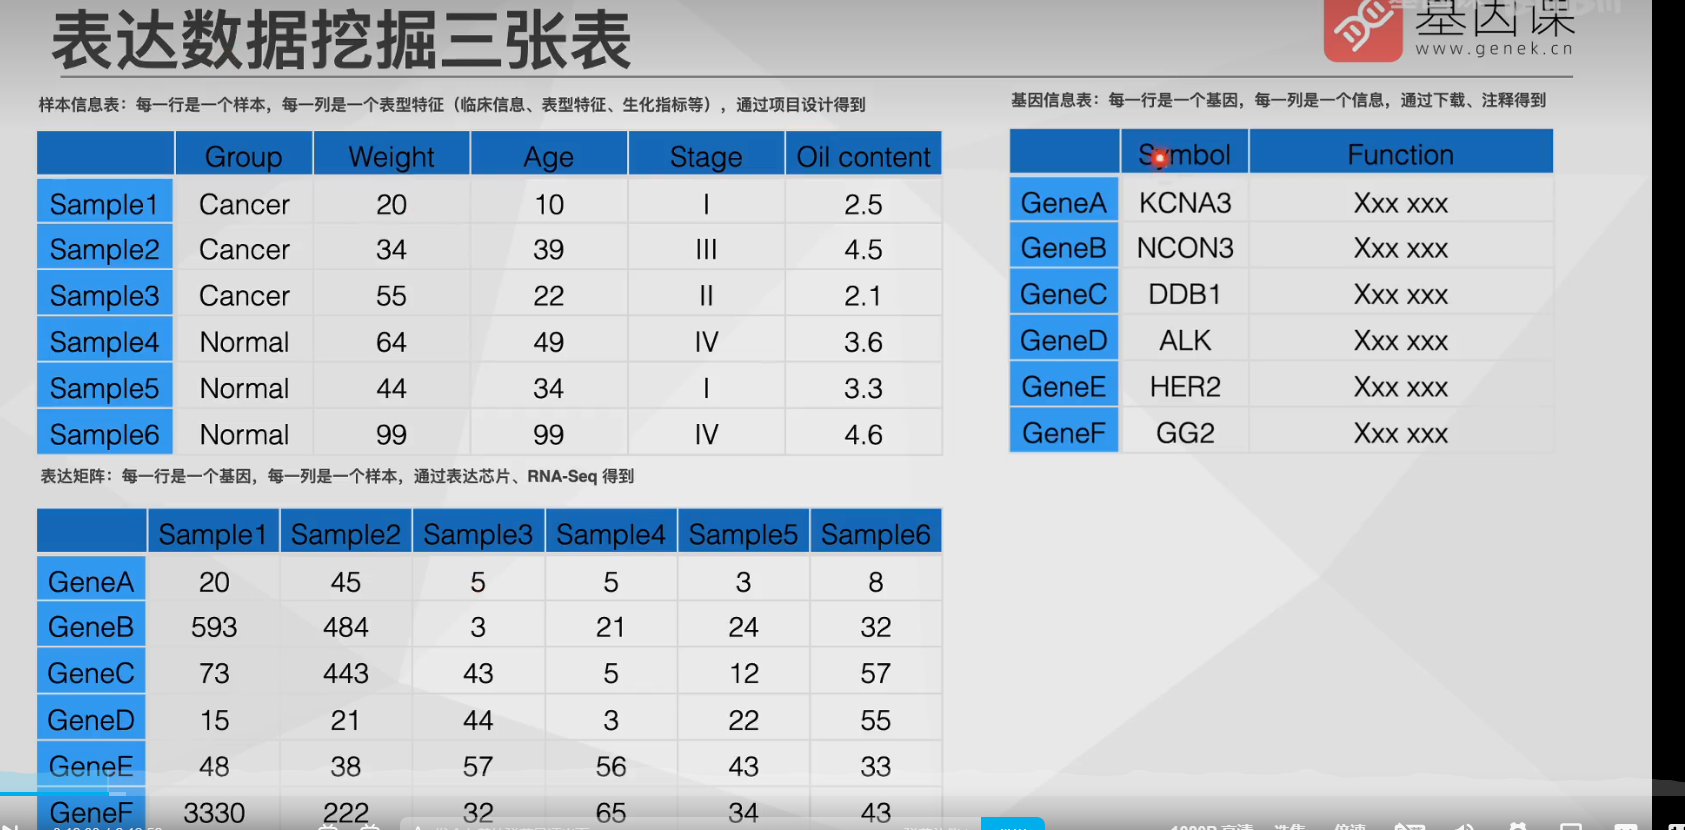 表达数据挖掘三张表
基因课
www.genek.cn
样本信息表：每一行是一个样本，每一列是一个表型特征（临床信息、表型特征、生化指标等），通过项目设计得到
Group Weight Age Stage Oil content
Sample1 Cancer 20 10 I 2.5
Sample2 Cancer 34 39 III 4.5
Sample3 Cancer 55 22 II 2.1
Sample4 Normal 64 49 IV 3.6
Sample5 Normal 44 34 I 3.3
Sample6 Normal 99 99 IV 4.6
基因信息表：每一行是一个基因，每一列是一个信息，通过下载、注释得到
Symbol Function
GeneA KCNA3 Xxx xxx
GeneB NCON3 Xxx xxx
GeneC DDB1 Xxx xxx
GeneD ALK Xxx xxx
GeneE HER2 Xxx xxx
GeneF GG2 Xxx xxx
表达矩阵：每一行是一个基因，每一列是一个样本，通过表达芯片、RNA-Seq 得到
Sample1 Sample2 Sample3 Sample4 Sample5 Sample6
GeneA 20 45 5 5 3 8
GeneB 593 484 3 21 24 32
GeneC 73 443 43 5 12 57
GeneD 15 21 44 3 22 55
GeneE 48 38 57 56 43 33
GeneF 3330 222 32 65 34 43
1080P 高清 选集 倍速